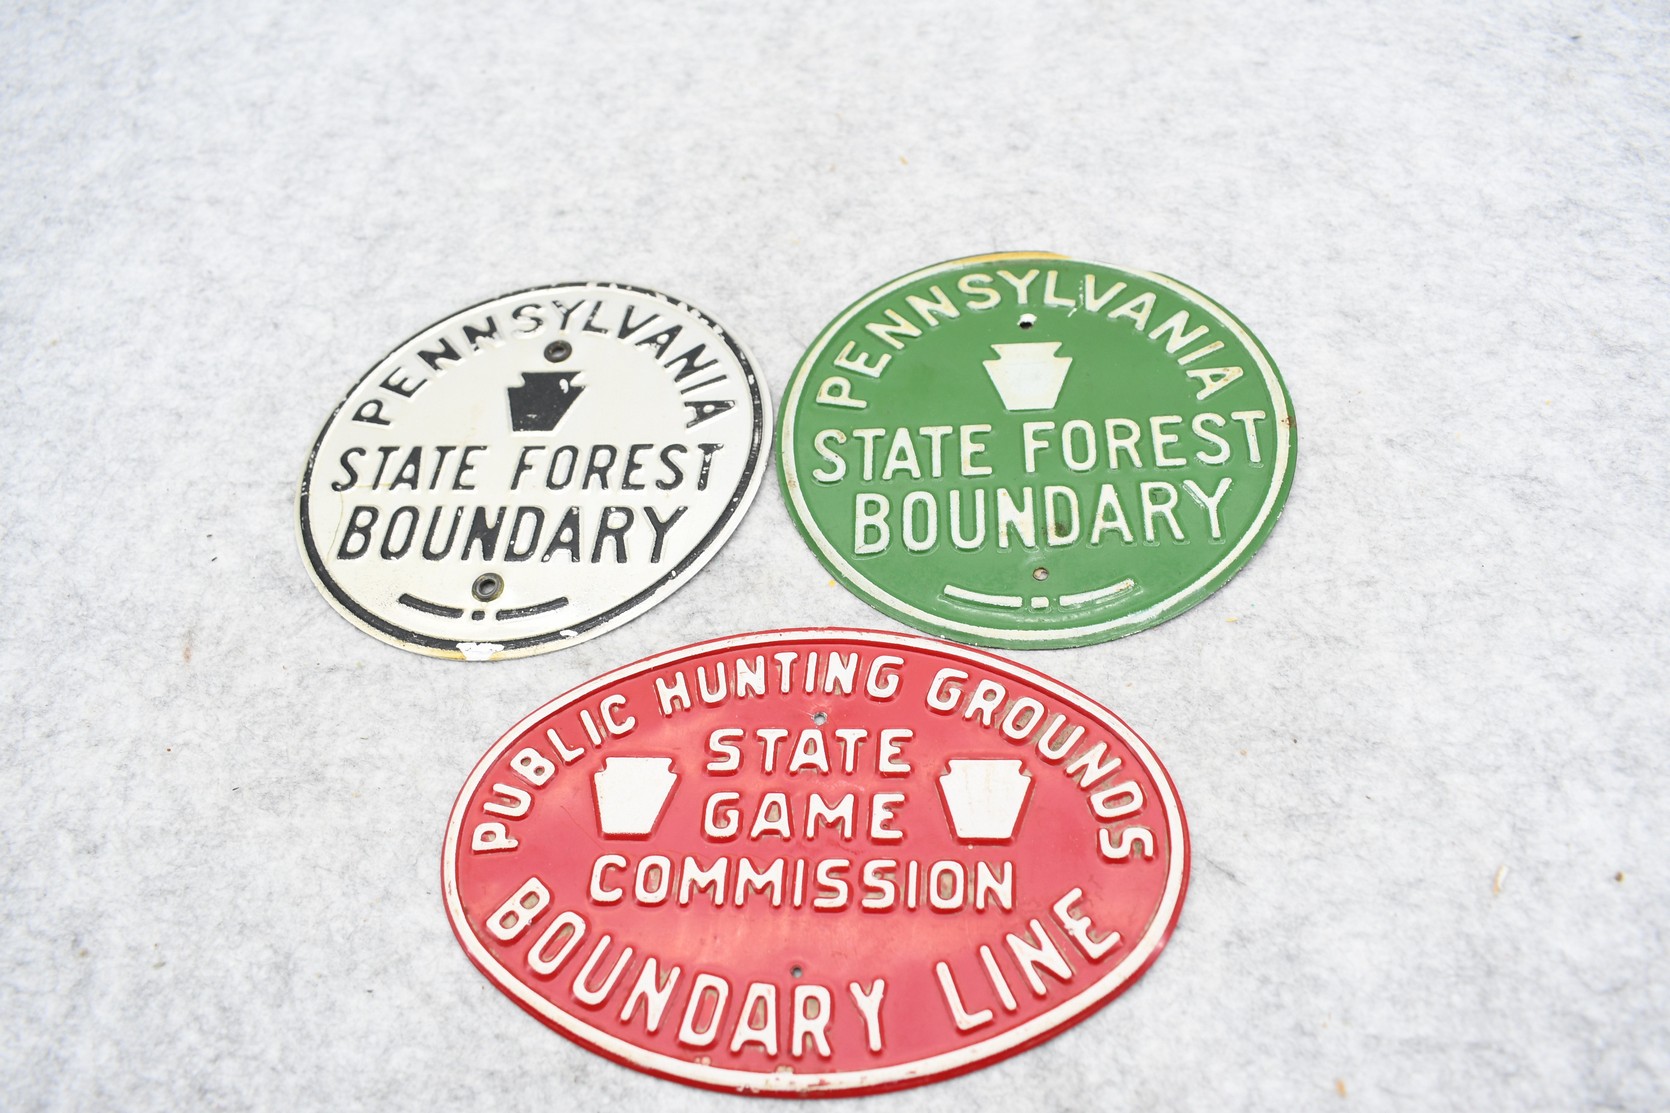 PENNSYLVANIA
STATE FOREST
BOUNDARY
PENNSYLVANIA
STATE FOREST
BOUNDARY
PUBLIC HUNTING GROUNDS
STATE
GAME
COMMISSION
BOUNDARY LINE